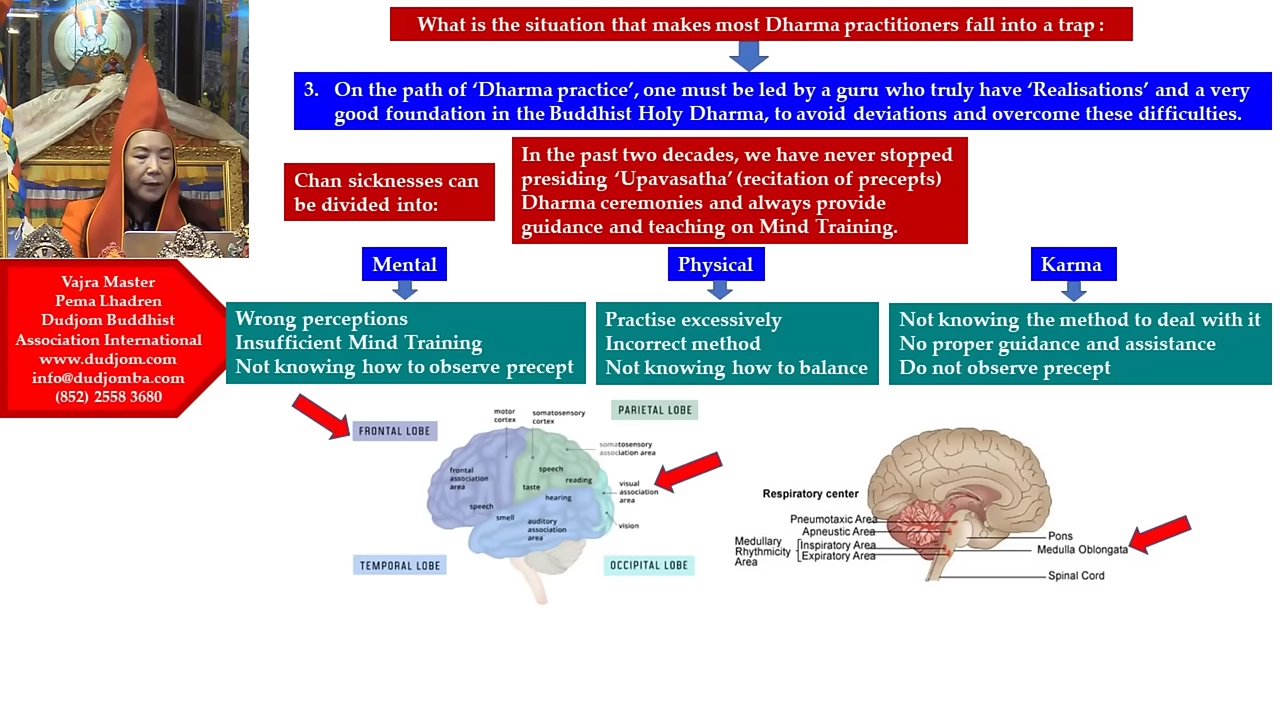 What is the situation that makes most Dharma practitioners fall into a trap :
3. On the path of ‘Dharma practice’, one must be led by a guru who truly have ‘Realisations’ and a very
good foundation in the Buddhist Holy Dharma, to avoid deviations and overcome these difficulties.
Chan sicknesses can
be divided into:
In the past two decades, we have never stopped
presiding ‘Upavasatha’ (recitation of precepts)
Dharma ceremonies and always provide
guidance and teaching on Mind Training.
Vajra Master
Pema Lhadren
Dudjom Buddhist
Association International
www.dudjom.com
info@dudjomba.com
(852) 2558 3680
Mental
Wrong perceptions
Insufficient Mind Training
Not knowing how to observe precept
Physical
Practise excessively
Incorrect method
Not knowing how to balance
Karma
Not knowing the method to deal with it
No proper guidance and assistance
Do not observe precept
FRONTAL LOBE
motor
cortex
somatosensory
cortex
PARIETAL LOBE
somatosensory
association area
frontal
association
area
speech
reading
taste
visual
association
area
hearing
speech
smell
auditory
association
area
vision
TEMPORAL LOBE
OCCIPITAL LOBE
Respiratory center
Pneumotaxic Area
Apneustic Area
Medullary
Rhythmicity
Area
Inspiratory Area
Expiratory Area
Pons
Medulla Oblongata
Spinal Cord